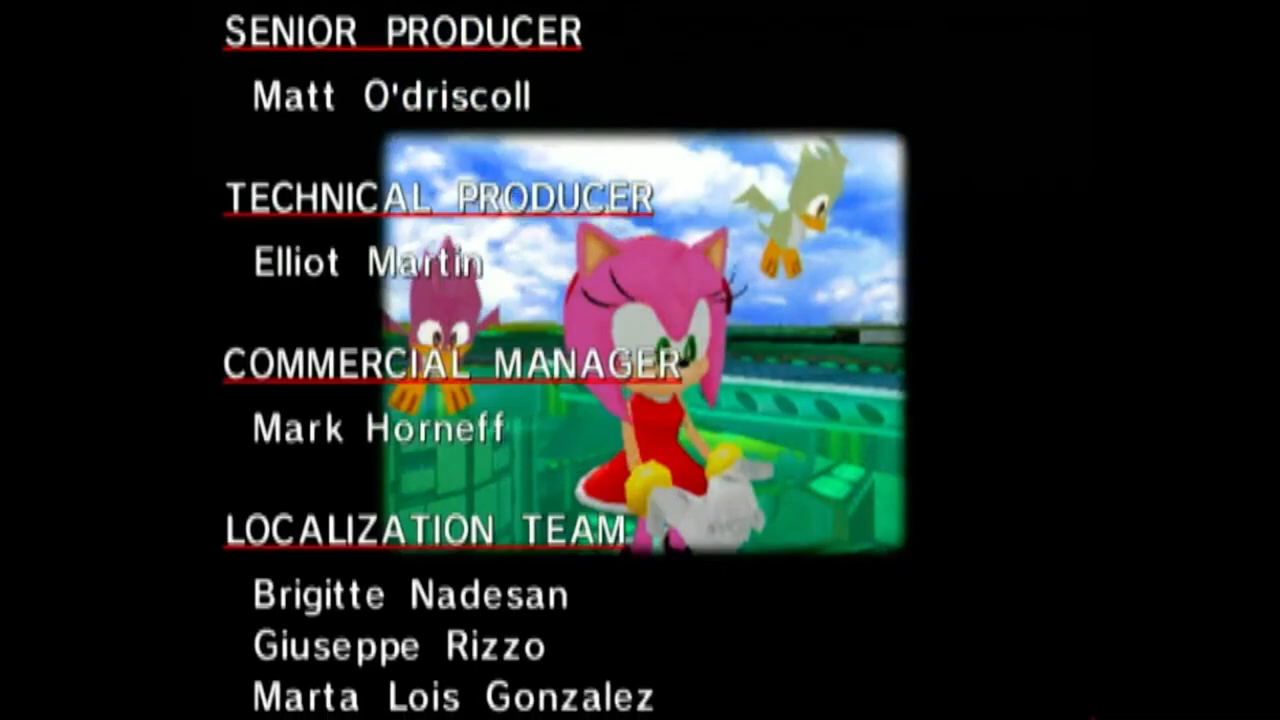 SENIOR PRODUCER
Matt O'driscoll
TECHNICAL PRODUCER
Elliot Martin
COMMERCIAL MANAGER
Mark Horneff
LOCALIZATION TEAM
Brigitte Nadesan
Giuseppe Rizzo
Marta Lois Gonzalez